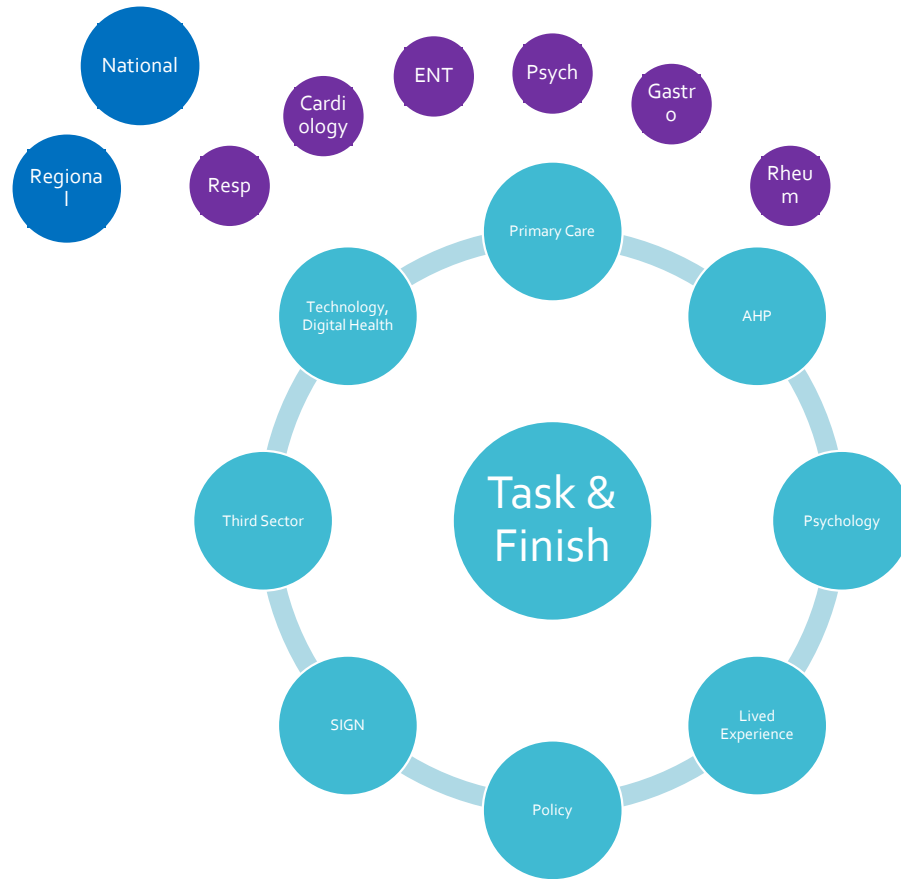 National
ENT
Psych
Gastr
o
Cardi
ology
Regiona
l
Resp
Rheu
m
Primary Care
Technology,
Digital Health
AHP
Task &
Finish
Third Sector
Psychology
SIGN
Lived
Experience
Policy